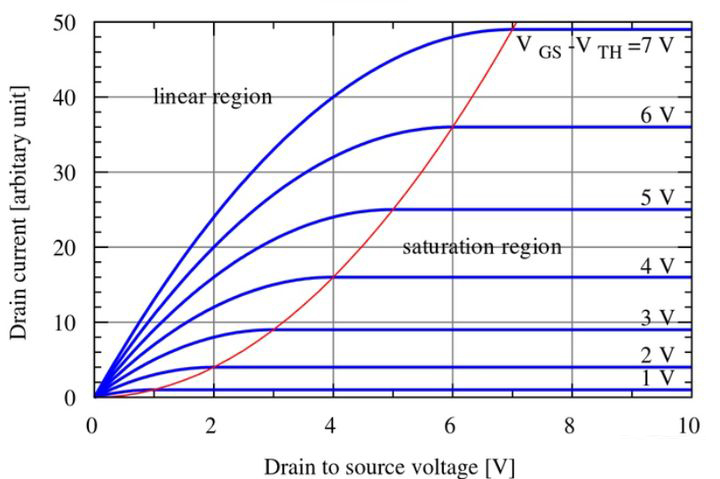 50
40
30
20
10
0
Drain current [arbitary unit]
linear region
V GS -V TH =7 V
6 V
5 V
saturation region
4 V
3 V
2 V
1 V
0 2 4 6 8 10
Drain to source voltage [V]